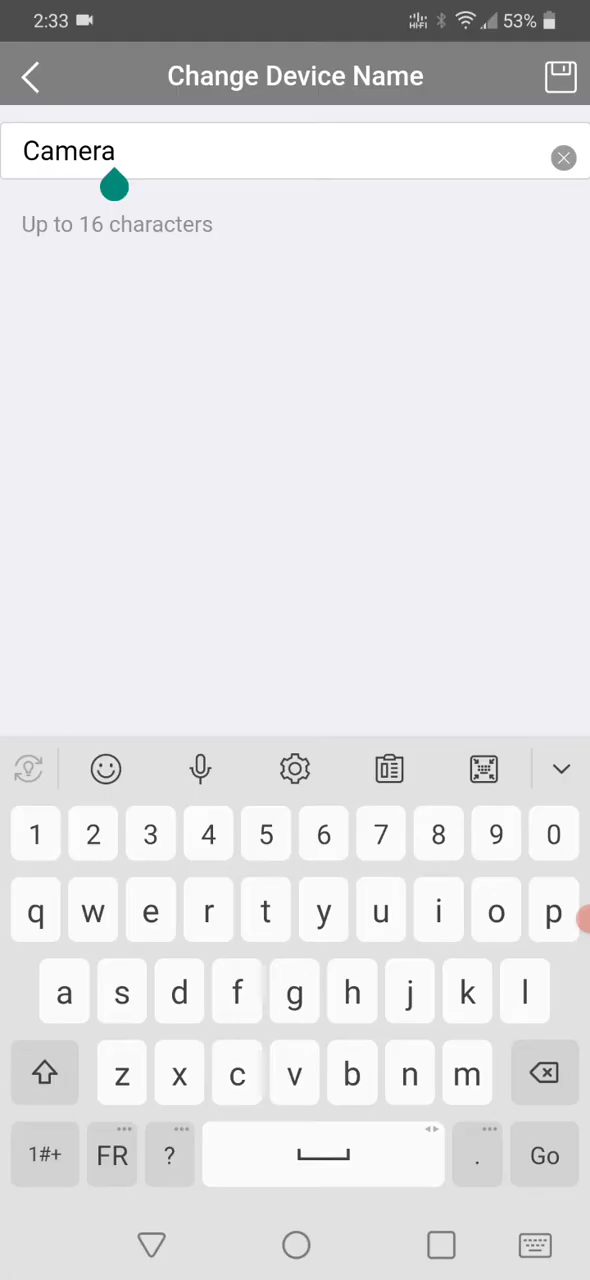 2:33 53%
Change Device Name
Camera
Up to 16 characters
1 2 3 4 5 6 7 8 9 0
q w e r t y u i o p
a s d f g h j k l
z x c v b n m
1#+ FR ? . Go